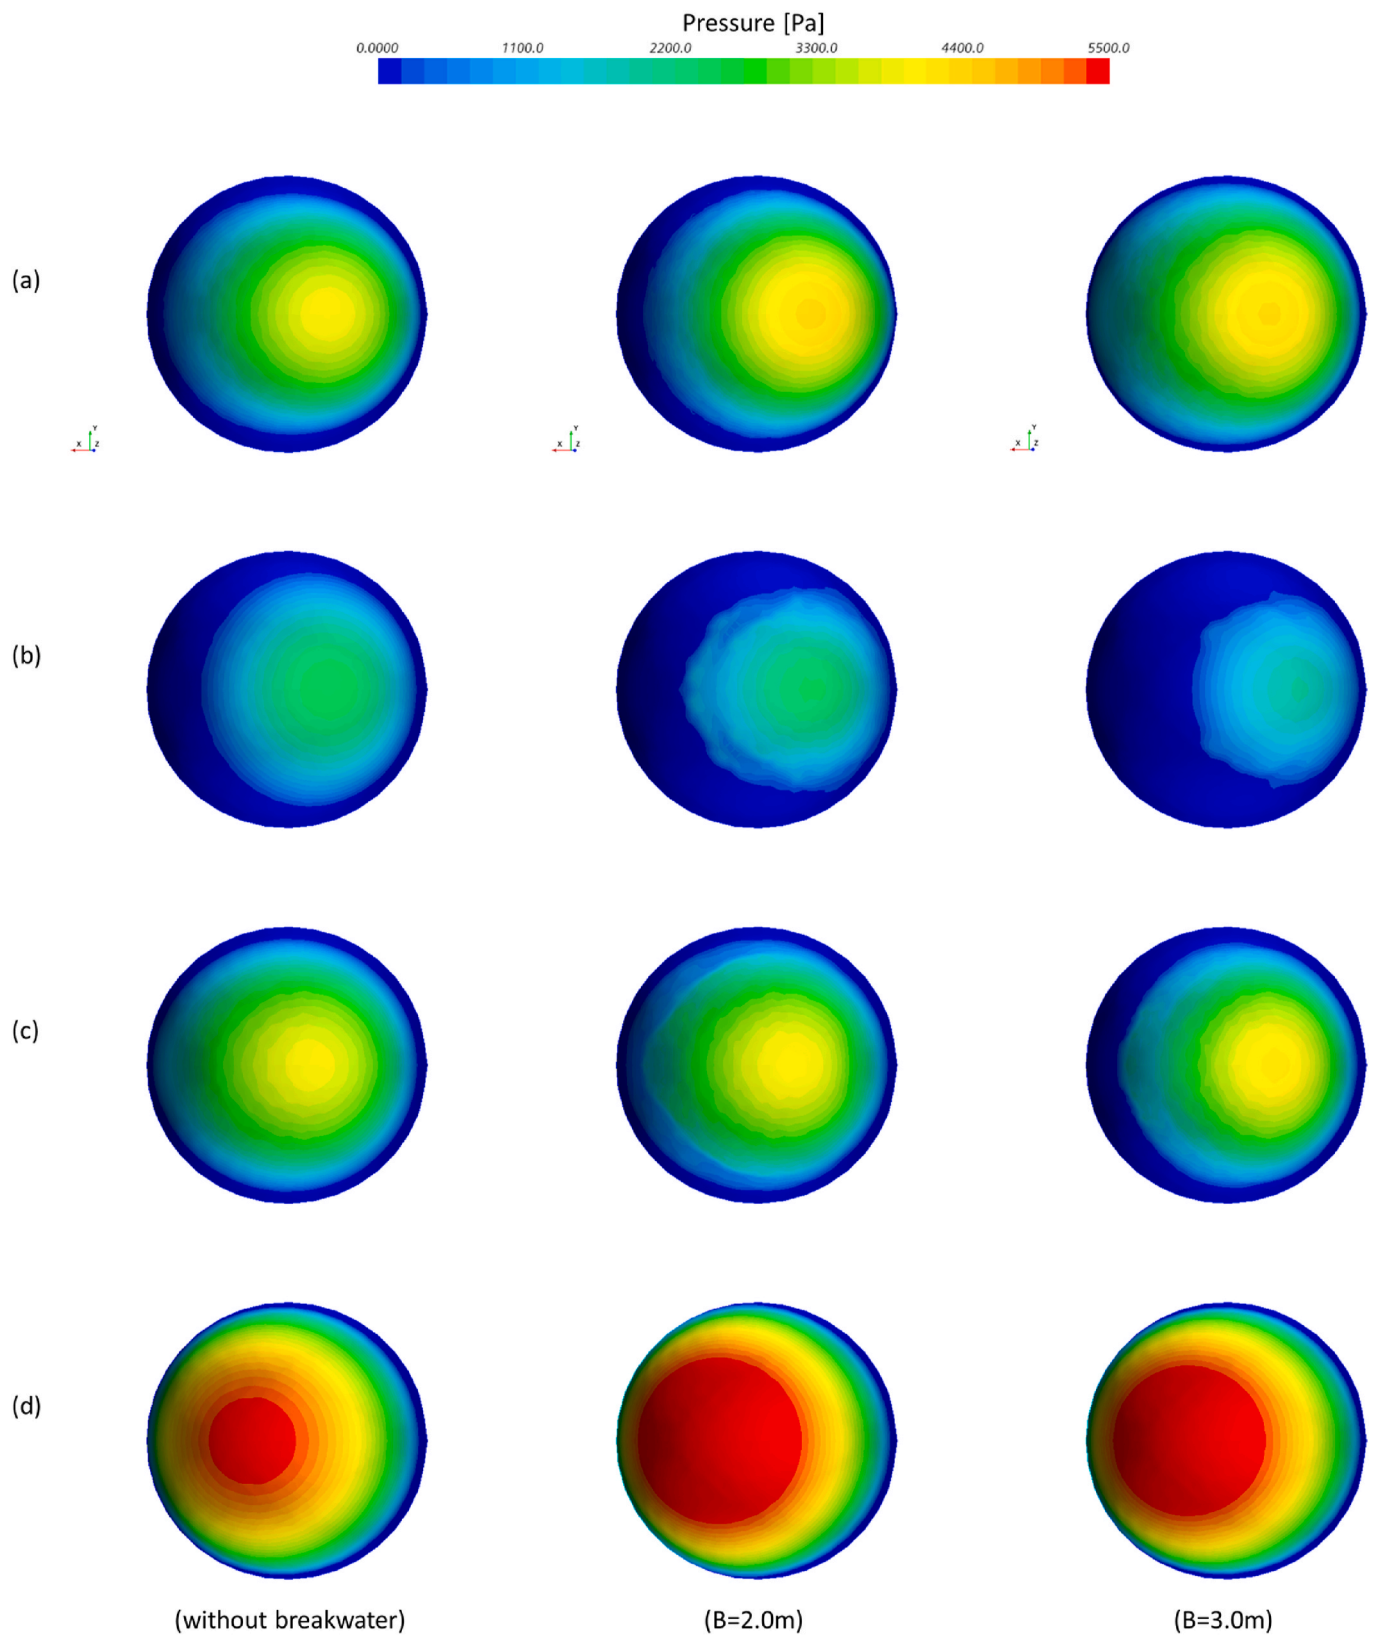 Pressure [Pa]
0.0000 1100.0 2200.0 3300.0 4400.0 5500.0
(a)
Y X Z Y X Z Y X Z
(b)
(c)
(d)
(without breakwater) (B=2.0m) (B=3.0m)